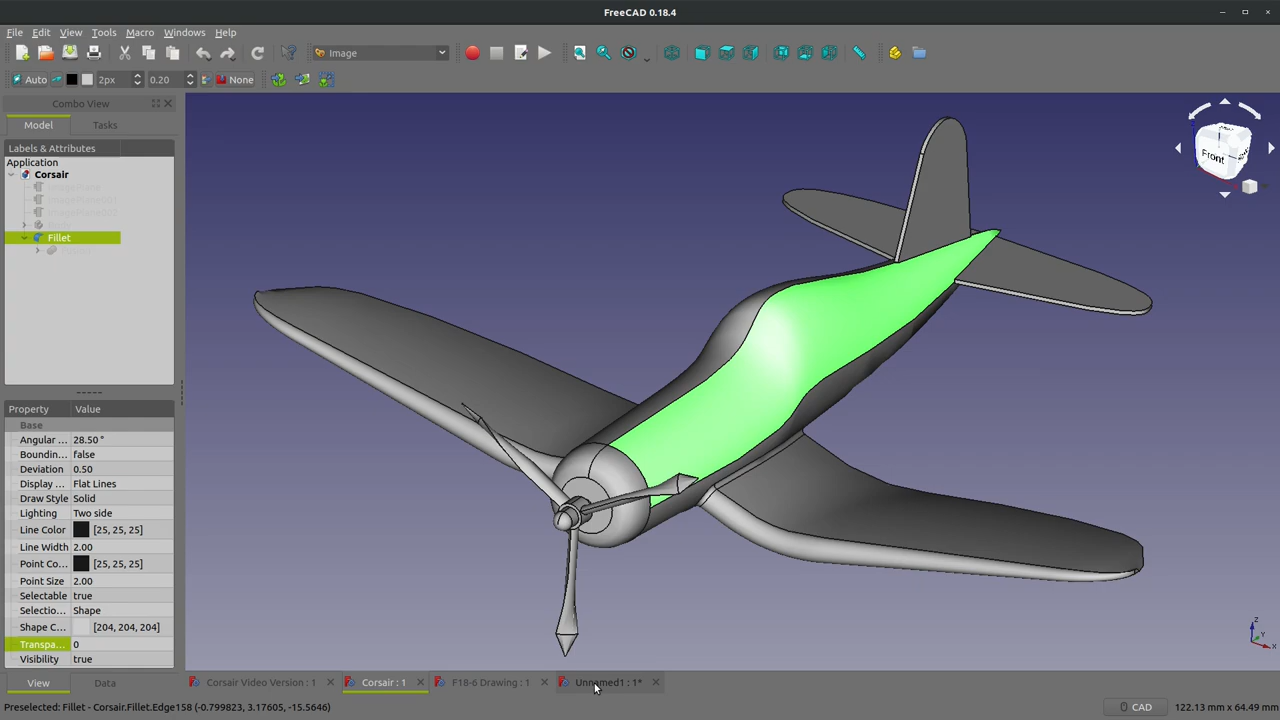 FreeCAD 0.18.4
File Edit View Tools Macro Windows Help
Image
Auto 2px 0.20 None
Combo View
Model Tasks
Labels & Attributes
Application
Corsair
ImagePlane
ImagePlane001
ImagePlane002
Fillet
Property Value
Base
Angular ... 28.50 °
Boundin... false
Deviation 0.50
Display ... Flat Lines
Draw Style Solid
Lighting Two side
Line Color [25, 25, 25]
Line Width 2.00
Point Co... [25, 25, 25]
Point Size 2.00
Selectable true
Selectio... Shape
Shape C... [204, 204, 204]
Transpa... 0
Visibility true
View Data
Front
Z
Y
X
Corsair Video Version : 1 Corsair : 1 F18-6 Drawing : 1 Unnamed1 : 1*
Preselected: Fillet - Corsair.Fillet.Edge158 (-0.799823, 3.17605, -15.5646) CAD 122.13 mm x 64.49 mm